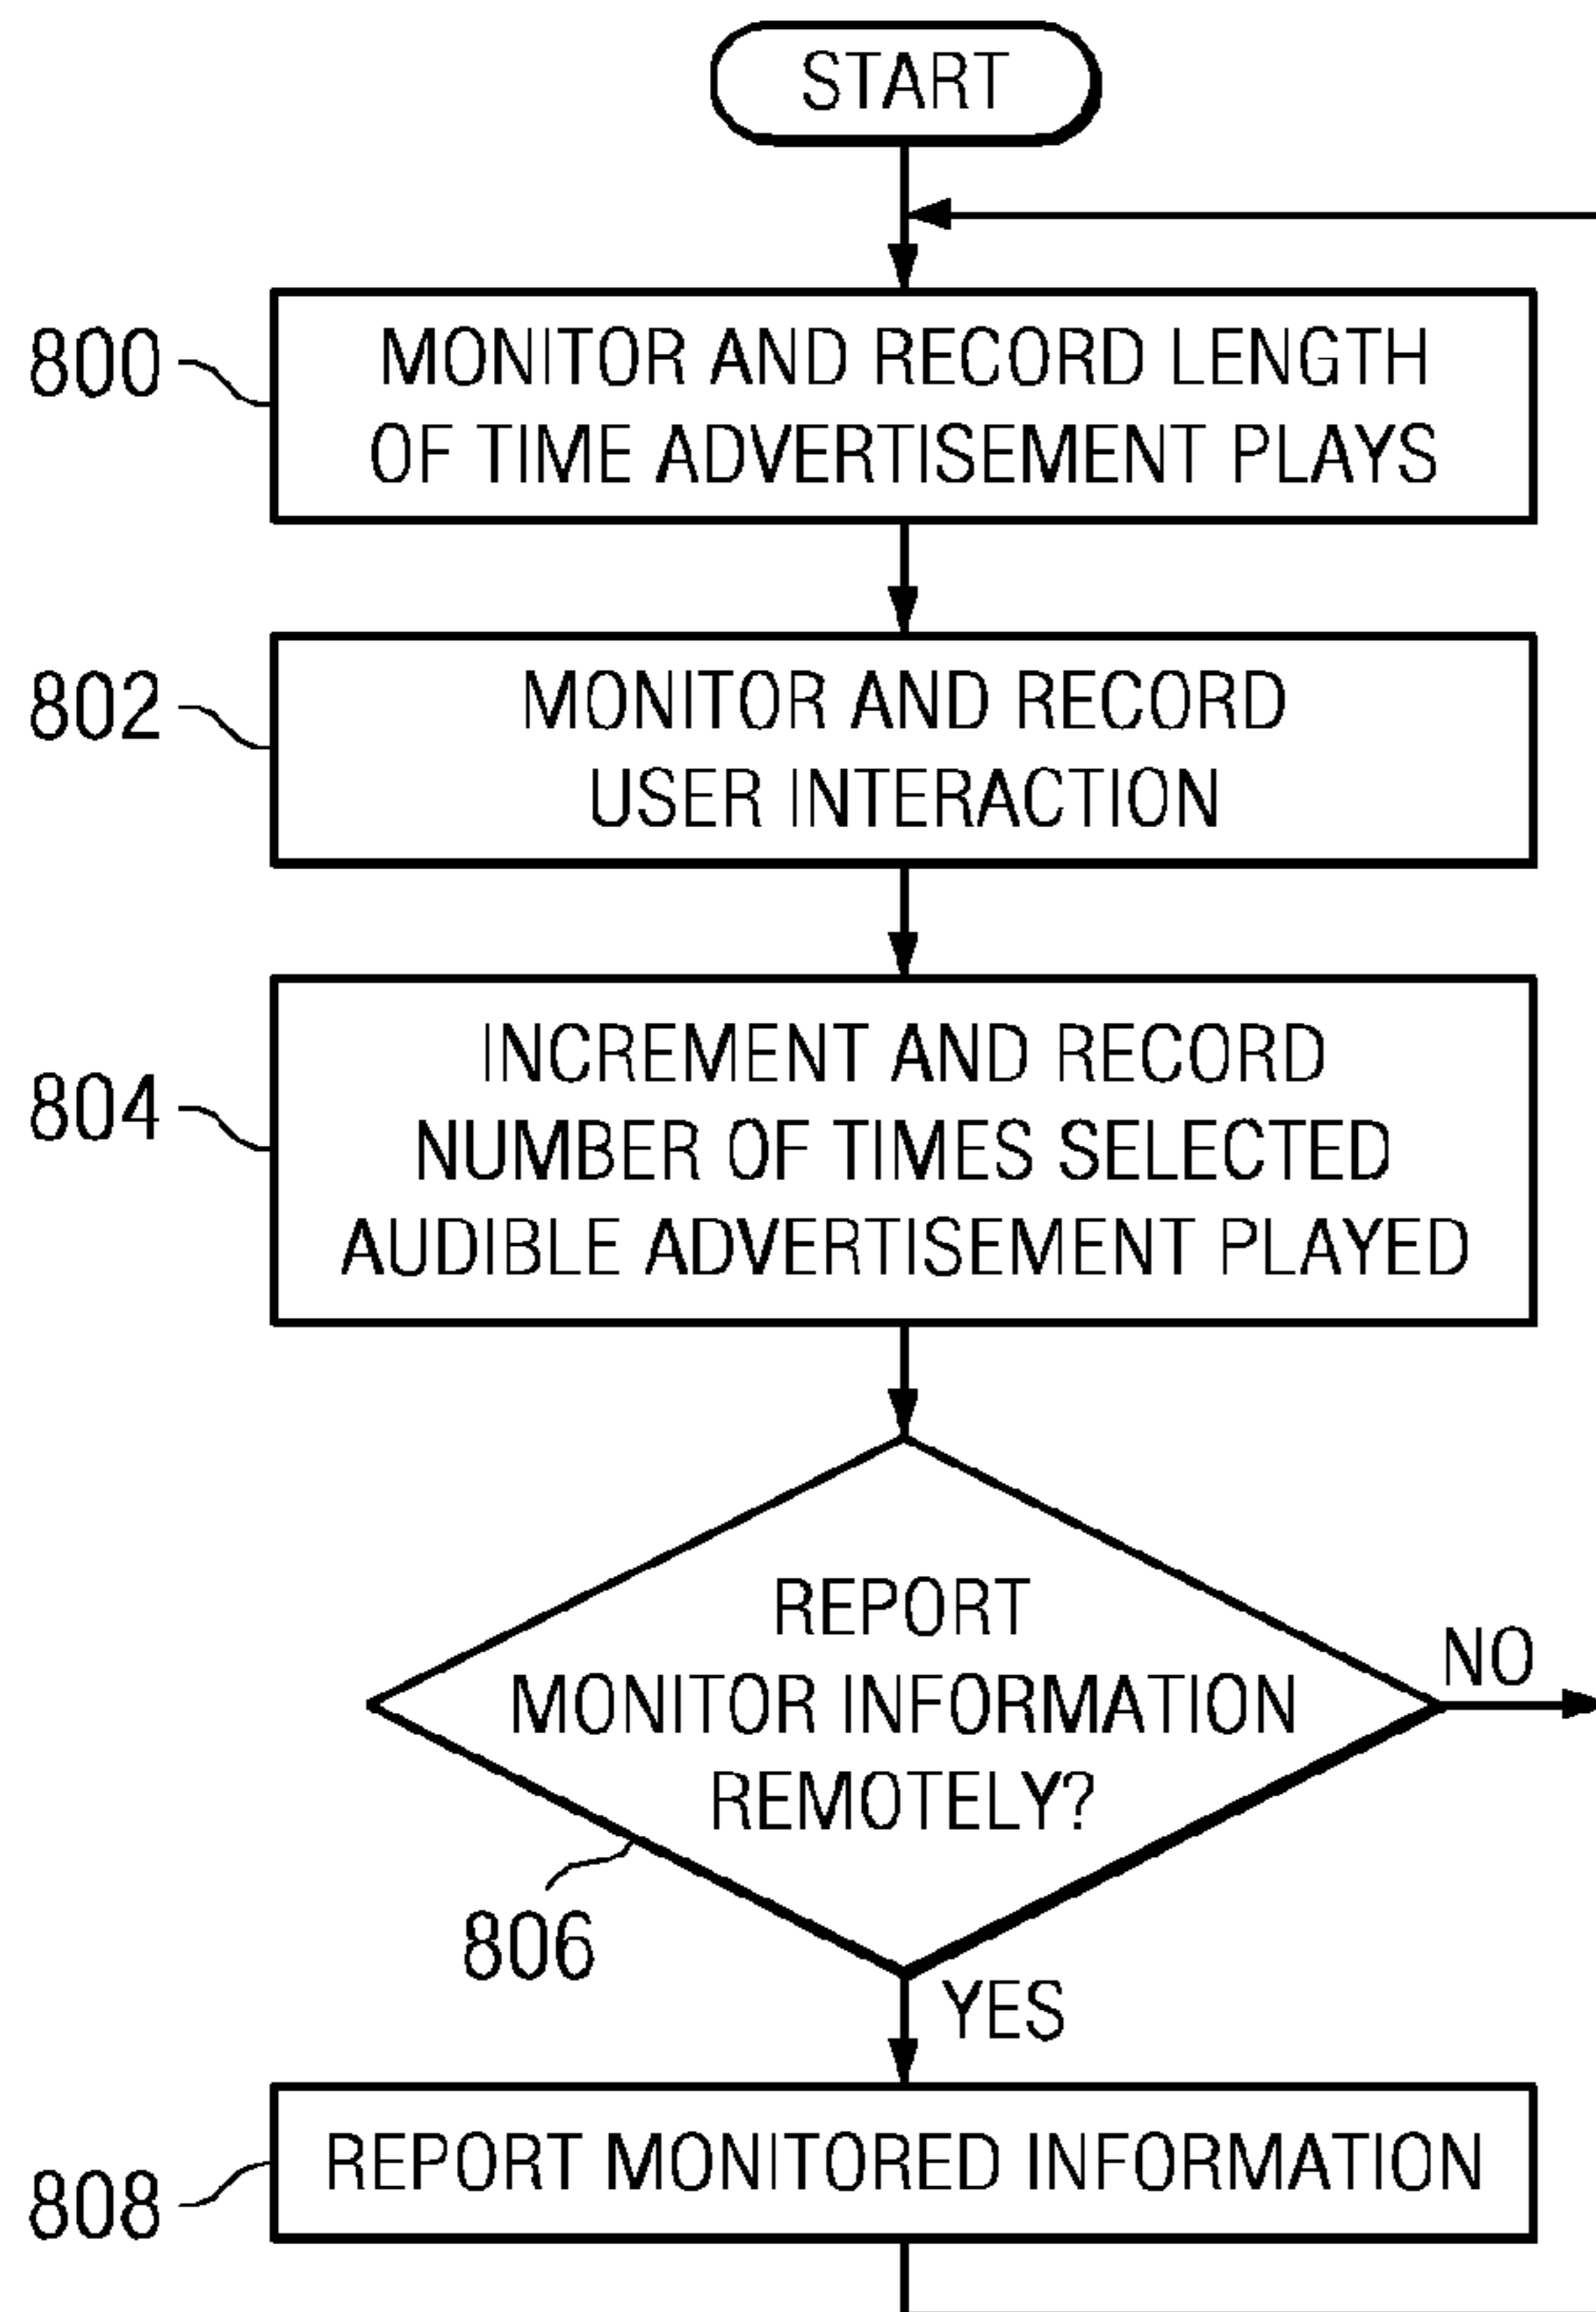 START
800
MONITOR AND RECORD LENGTH
OF TIME ADVERTISEMENT PLAYS
802
MONITOR AND RECORD
USER INTERACTION
804
INCREMENT AND RECORD
NUMBER OF TIMES SELECTED
AUDIBLE ADVERTISEMENT PLAYED
REPORT
MONITOR INFORMATION
REMOTELY?
NO
806
YES
808
REPORT MONITORED INFORMATION